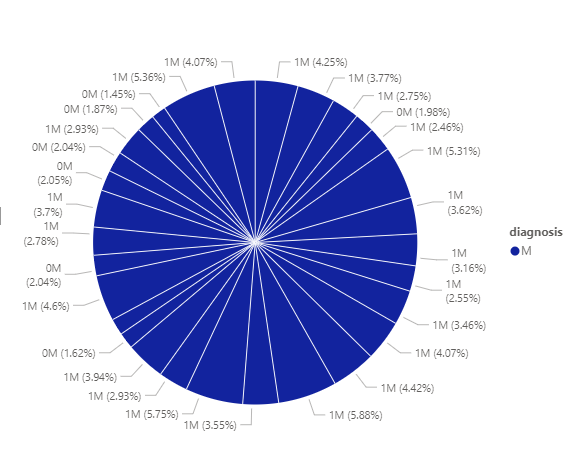 1M (4.07%)
1M (4.25%)
1M (5.36%)
1M (3.77%)
0M (1.45%)
1M (2.75%)
0M (1.87%)
0M (1.98%)
1M (2.93%)
1M (2.46%)
0M (2.04%)
1M (5.31%)
0M
(2.05%)
1M
(3.62%)
1M
(3.7%)
1M
(2.78%)
diagnosis
M
1M
(3.16%)
0M
(2.04%)
1M
(2.55%)
1M (4.6%)
1M (3.46%)
0M (1.62%)
1M (4.07%)
1M (3.94%)
1M (4.42%)
1M (2.93%)
1M (5.75%)
1M (5.88%)
1M (3.55%)